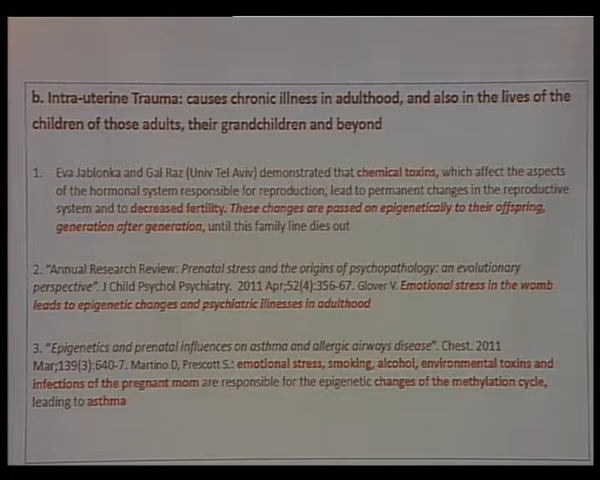 b. Intra-uterine Trauma: causes chronic illness in adulthood, and also in the lives of the
children of those adults, their grandchildren and beyond
1. Eva Jablonka and Gal Raz (Univ Tel Aviv) demonstrated that chemical toxins, which affect the aspects
of the hormonal system responsible for reproduction, lead to permanent changes in the reproductive
system and to decreased fertility. These changes are passed on epigenetically to their offspring,
generation after generation, until this family line dies out
2. "Annual Research Review: Prenatal stress and the origins of psychopathology: an evolutionary
perspective". J Child Psychol Psychiatry. 2011 Apr;52(4):356-67. Glover V. Emotional stress in the womb
leads to epigenetic changes and psychiatric illnesses in adulthood
3. "Epigenetics and prenatal influences on asthma and allergic airways disease". Chest. 2011
Mar;139(3):640-7. Martino D, Prescott S.: emotional stress, smoking, alcohol, environmental toxins and
infections of the pregnant mom are responsible for the epigenetic changes of the methylation cycle,
leading to asthma